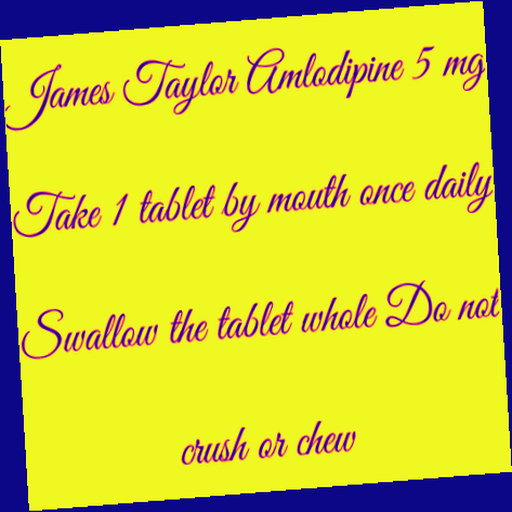 James Taylor Amlodipine 5 mg
Take 1 tablet by mouth once daily
Swallow the tablet whole Do not
crush or chew